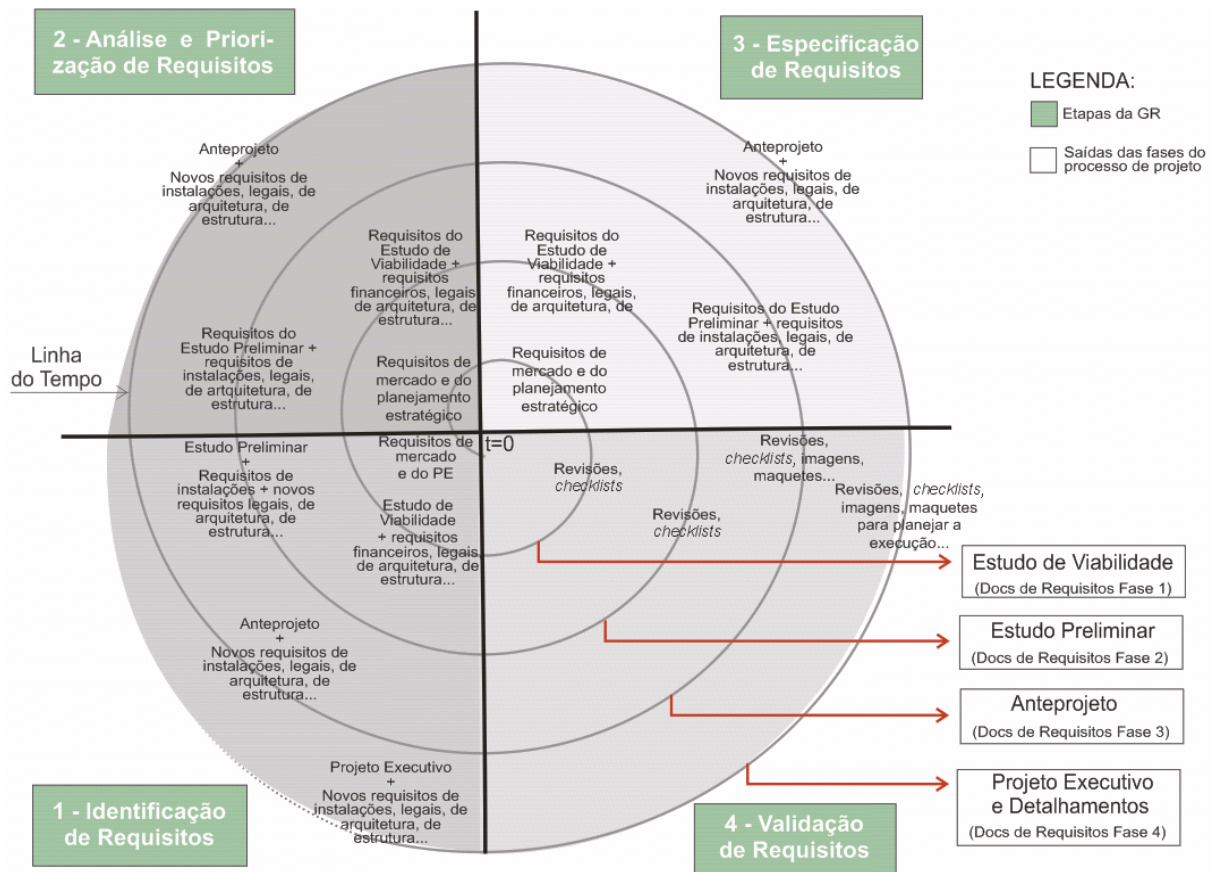 2 - Análise e Priori-
zação de Requisitos
3 - Especificação
de Requisitos
LEGENDA:
Etapas da GR
Saídas das fases do
processo de projeto
Anteprojeto
+
Novos requisitos de
instalações, legais, de
arquitetura, de
estrutura...
Anteprojeto
+
Novos requisitos de
instalações, legais, de
arquitetura, de
estrutura...
Requisitos do
Estudo de
Viabilidade +
requisitos
financeiros, legais,
de arquitetura, de
estrutura...
Requisitos do
Estudo de
Viabilidade +
requisitos
financeiros, legais,
de arquitetura, de
Requisitos do
Estudo Preliminar +
requisitos de
instalações, legais,
de artquitetura, de
estrutura...
Requisitos do Estudo
Preliminar + requisitos
de instalações, legais, de
arquitetura, de
estrutura...
Linha
do Tempo
Requisitos de
mercado e do
planejamento
estratégico
Requisitos de
mercado e do
planejamento
estratégico
t=0
Estudo Preliminar
+
Requisitos de
instalações + novos
requisitos legais, de
arquitetura, de
estrutura...
Requisitos de
mercado
e do PE
Estudo de
Viabilidade
+ requisitos
financeiros, legais,
de arquitetura, de
estrutura...
Revisões,
checklists
Revisões,
checklists
Revisões,
checklists, imagens,
maquetes...
Revisões, checklists,
imagens, maquetes
para planejar a
execução...
Anteprojeto
+
Novos requisitos de
instalações, legais, de
arquitetura, de
estrutura...
Projeto Executivo
+
Novos requisitos de
instalações, legais, de
arquitetura, de
estrutura...
Estudo de Viabilidade
(Docs de Requisitos Fase 1)
Estudo Preliminar
(Docs de Requisitos Fase 2)
Anteprojeto
(Docs de Requisitos Fase 3)
Projeto Executivo
e Detalhamentos
(Docs de Requisitos Fase 4)
1 - Identificação
de Requisitos
4 - Validação
de Requisitos